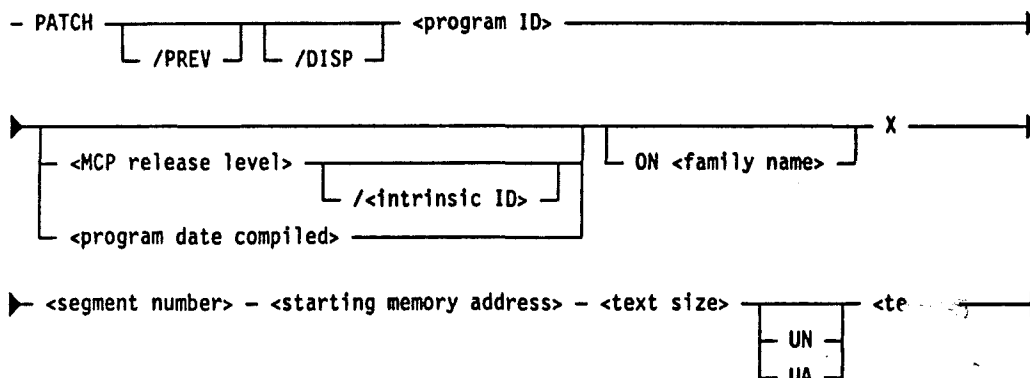 - PATCH <program ID>
/PREV /DISP
<MCP release level> X
/<intrinsic ID> ON <family name>
<program date compiled>
<segment number> - <starting memory address> - <text size>
UN
UA